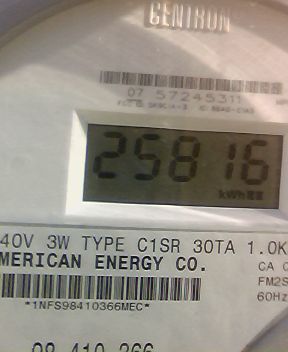 CENTRON
07 57245311
25816
kWh
40V 3W TYPE C1SR 30TA 1.0K
MERICAN ENERGY CO.
CA
FM2S
60Hz
*1NFS98410366MEC*